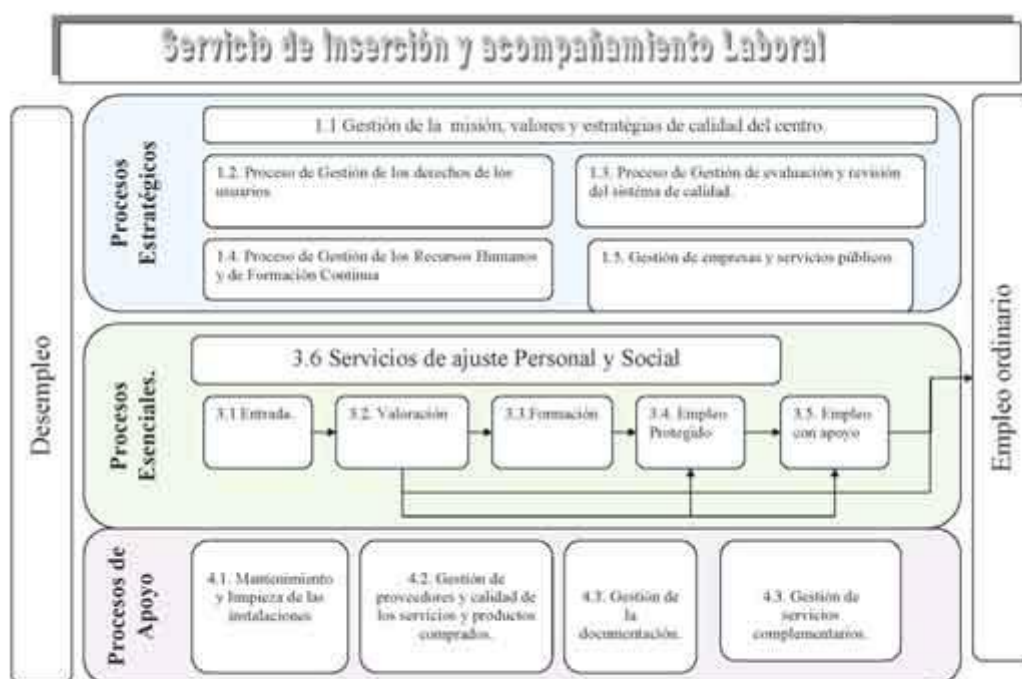 Servicio de Inserción y acompañamiento Laboral
Desempleo
Procesos
Estratégicos
1.1 Gestión de la misión, valores y estratégias de calidad del centro.
1.2. Proceso de Gestión de los derechos de los
usuarios.
1.3. Proceso de Gestión de evaluación y revisión
del sistéma de calidad.
1.4. Proceso de Gestión de los Recursos Humanos
y de Formación Continua
1.5. Gestión de empresas y servicios públicos
Procesos
Esenciales.
3.6 Servicios de ajuste Personal y Social
3.1 Entrada.
3.2. Valoración
3.3.Formación
3.4. Empleo
Protegido
3.5. Empleo
con apoyo
Procesos de
Apoyo
4.1. Mantenimiento
y limpieza de las
instalaciones
4.2. Gestión de
proveedores y calidad de
los servicios y productos
comprados.
4.3. Gestión de
la
documentación.
4.3. Gestión de
servicios
complementarios.
Empleo ordinario